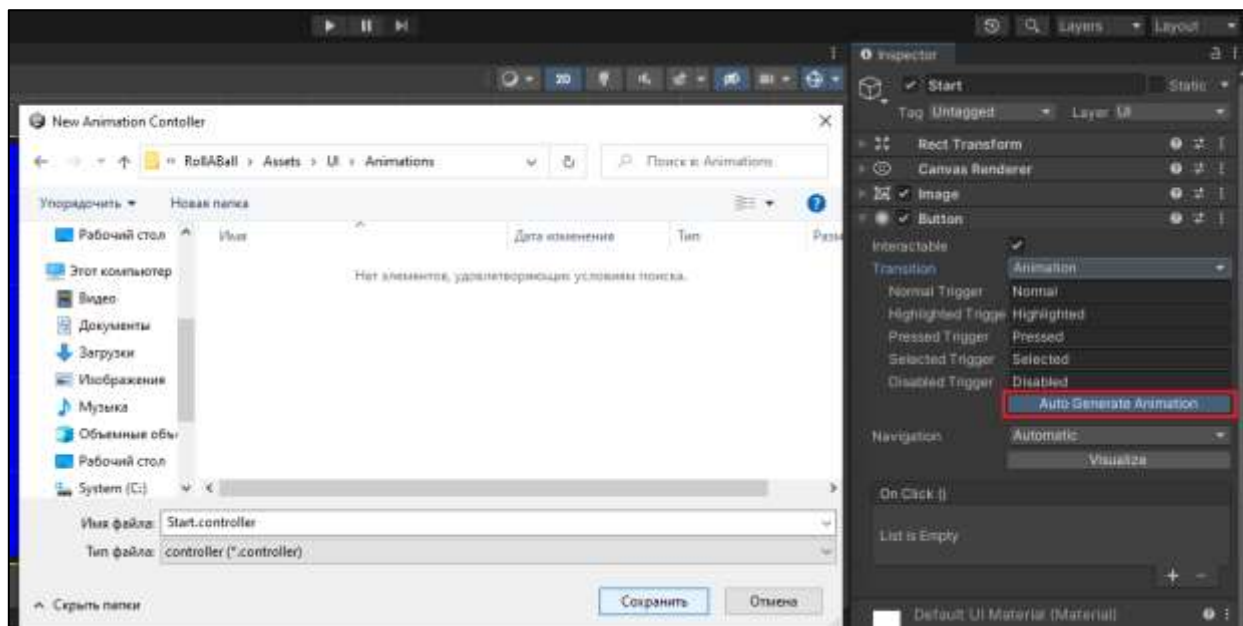 Layers Layout
Inspector
Start Static
Tag Untagged Layer UI
New Animation Contoller
RollABall › Assets › UI › Animations
Поиск в: Animations
Упорядочить Новая папка
Имя Дата изменения Тип
Нет элементов, удовлетворяющих условиям поиска.
Рабочий стол
Этот компьютер
Видео
Документы
Загрузки
Изображения
Музыка
Объемные объ
Рабочий стол
System (C:)
Имя файла: Start.controller
Тип файла: controller (*.controller)
Скрыть папки
Сохранить Отмена
Rect Transform
Canvas Renderer
Image
Button
Interactable
Transition Animation
Normal Trigger Normal
Highlighted Trigge Highlighted
Pressed Trigger Pressed
Selected Trigger Selected
Disabled Trigger Disabled
Auto Generate Animation
Navigation Automatic
Visualize
On Click ()
List is Empty
Default UI Material (Material)